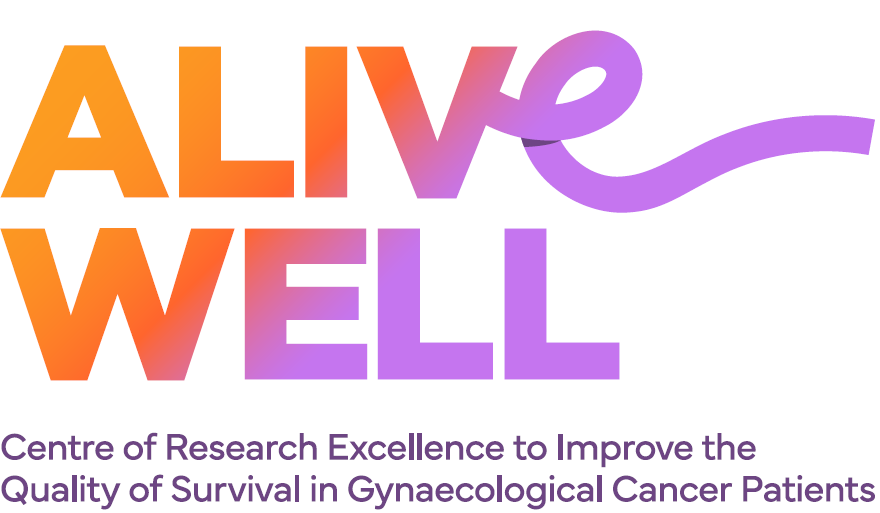 ALIVe
WELL
Centre of Research Excellence to Improve the
Quality of Survival in Gynaecological Cancer Patients